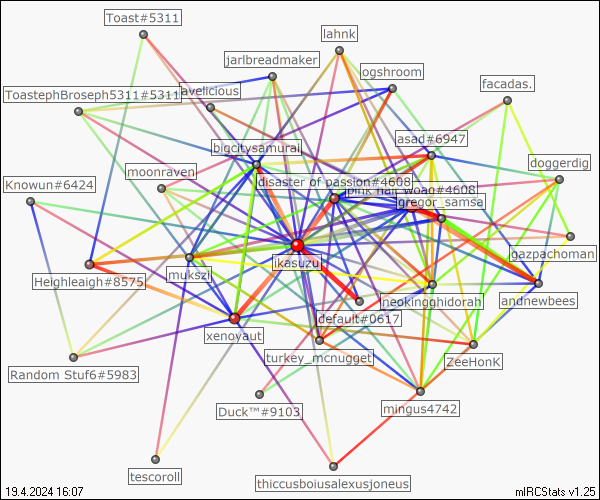 Toast#5311
lahnk
jarlbreadmaker
ogshroom
facadas.
ToastephBroseph5311#5311
avelicious
asad#6947
bigcitysamurai
doggerdig
moonraven
disaster of passion#4608
Knowun#6424
pink hair woag#4608
gregor_samsa
ikasuzu
gazpachoman
mukszii
Heighleaigh#8575
neokingghidorah
andnewbees
default#0617
xenoyaut
turkey_mcnugget
ZeeHonK
Random Stuf6#5983
Duck™#9103
mingus4742
tescoroll
thiccusboiusalexusjoneus
19.4.2024 16:07
mIRCStats v1.25